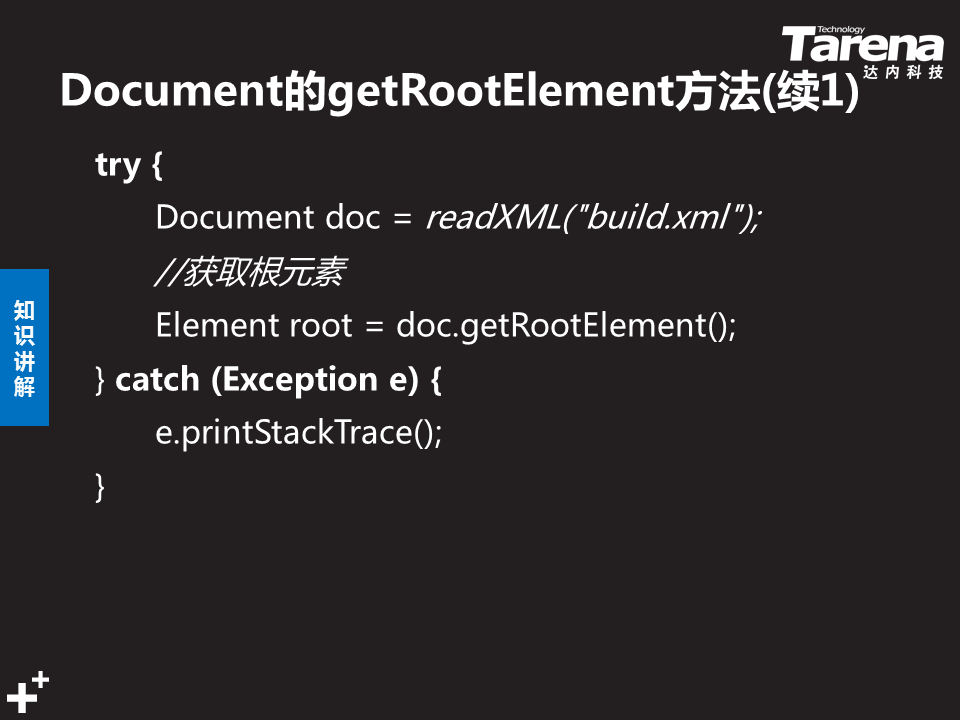 Technology
Tarena
达内科技
Document的getRootElement方法(续1)
try {
Document doc = readXML("build.xml");
//获取根元素
Element root = doc.getRootElement();
} catch (Exception e) {
e.printStackTrace();
}
知
识
讲
解